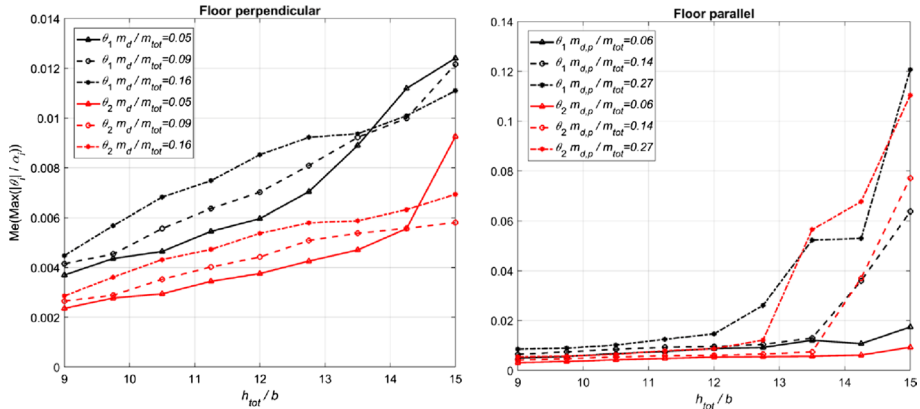 Floor perpendicular
Me(Max(|θi| / αi))
0.014
0.012
0.01
0.008
0.006
0.004
0.002
0
θ1 md / mtot=0.05
θ1 md / mtot=0.09
θ1 md / mtot=0.16
θ2 md / mtot=0.05
θ2 md / mtot=0.09
θ2 md / mtot=0.16
9 10 11 12 13 14 15
htot / b
Floor parallel
0.14
0.12
0.1
0.08
0.06
0.04
0.02
0
θ1 md,p / mtot=0.06
θ1 md,p / mtot=0.14
θ1 md,p / mtot=0.27
θ2 md,p / mtot=0.06
θ2 md,p / mtot=0.14
θ2 md,p / mtot=0.27
9 10 11 12 13 14 15
htot / b